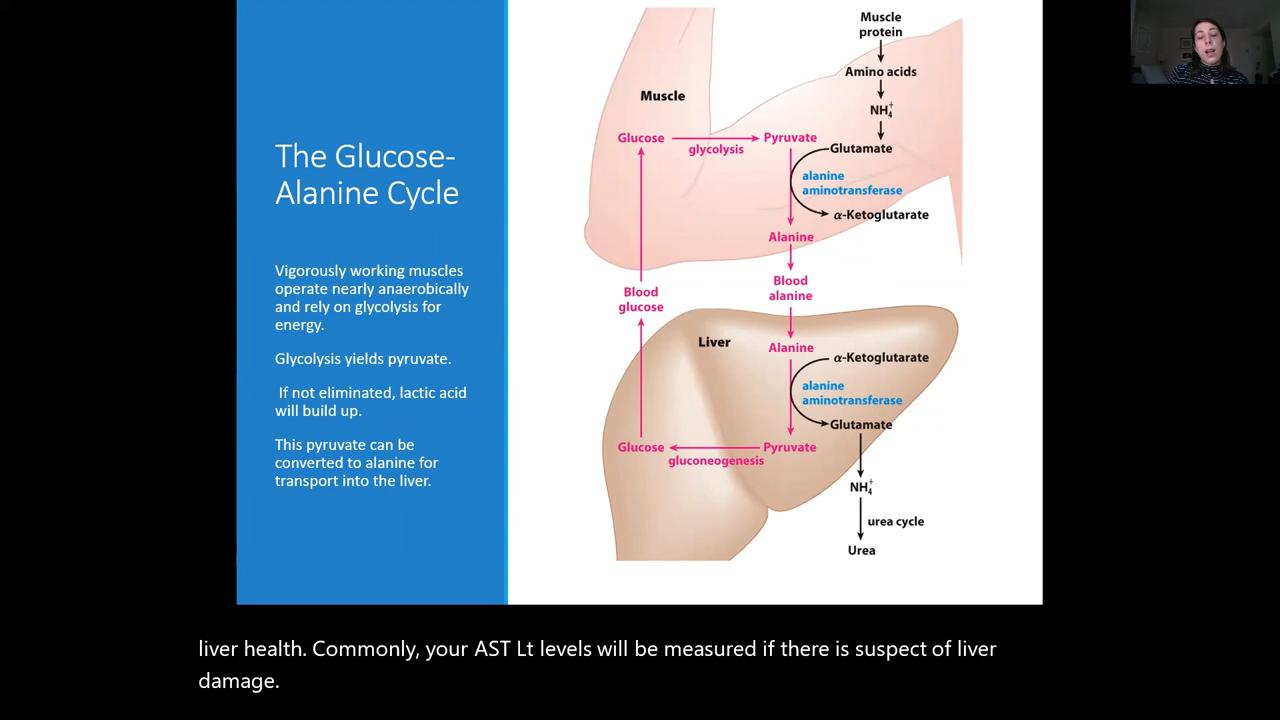 The Glucose-
Alanine Cycle
Vigorously working muscles
operate nearly anaerobically
and rely on glycolysis for
energy.
Glycolysis yields pyruvate.
If not eliminated, lactic acid
will build up.
This pyruvate can be
converted to alanine for
transport into the liver.
Muscle
protein
Amino acids
NH₄⁺
Muscle
Glucose
glycolysis
Pyruvate
Glutamate
alanine
aminotransferase
α-Ketoglutarate
Alanine
Blood
glucose
Blood
alanine
Liver
Alanine
α-Ketoglutarate
alanine
aminotransferase
Glutamate
Glucose
gluconeogenesis
Pyruvate
NH₄⁺
urea cycle
Urea
liver health. Commonly, your AST Lt levels will be measured if there is suspect of liver
damage.